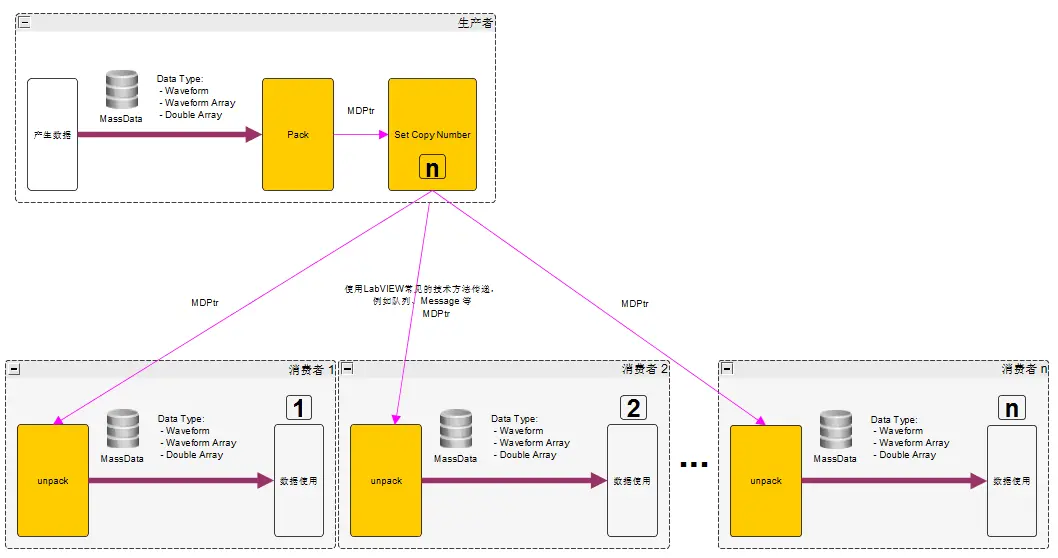 生产者
产生数据
MassData
Data Type:
- Waveform
- Waveform Array
- Double Array
Pack
MDPtr
Set Copy Number
n
MDPtr
使用LabVIEW常见的技术方法传递,
例如队列、Message 等
MDPtr
MDPtr
消费者 1
unpack
MassData
Data Type:
- Waveform
- Waveform Array
- Double Array
1
数据使用
消费者 2
unpack
MassData
Data Type:
- Waveform
- Waveform Array
- Double Array
2
数据使用
...
消费者 n
unpack
MassData
Data Type:
- Waveform
- Waveform Array
- Double Array
n
数据使用